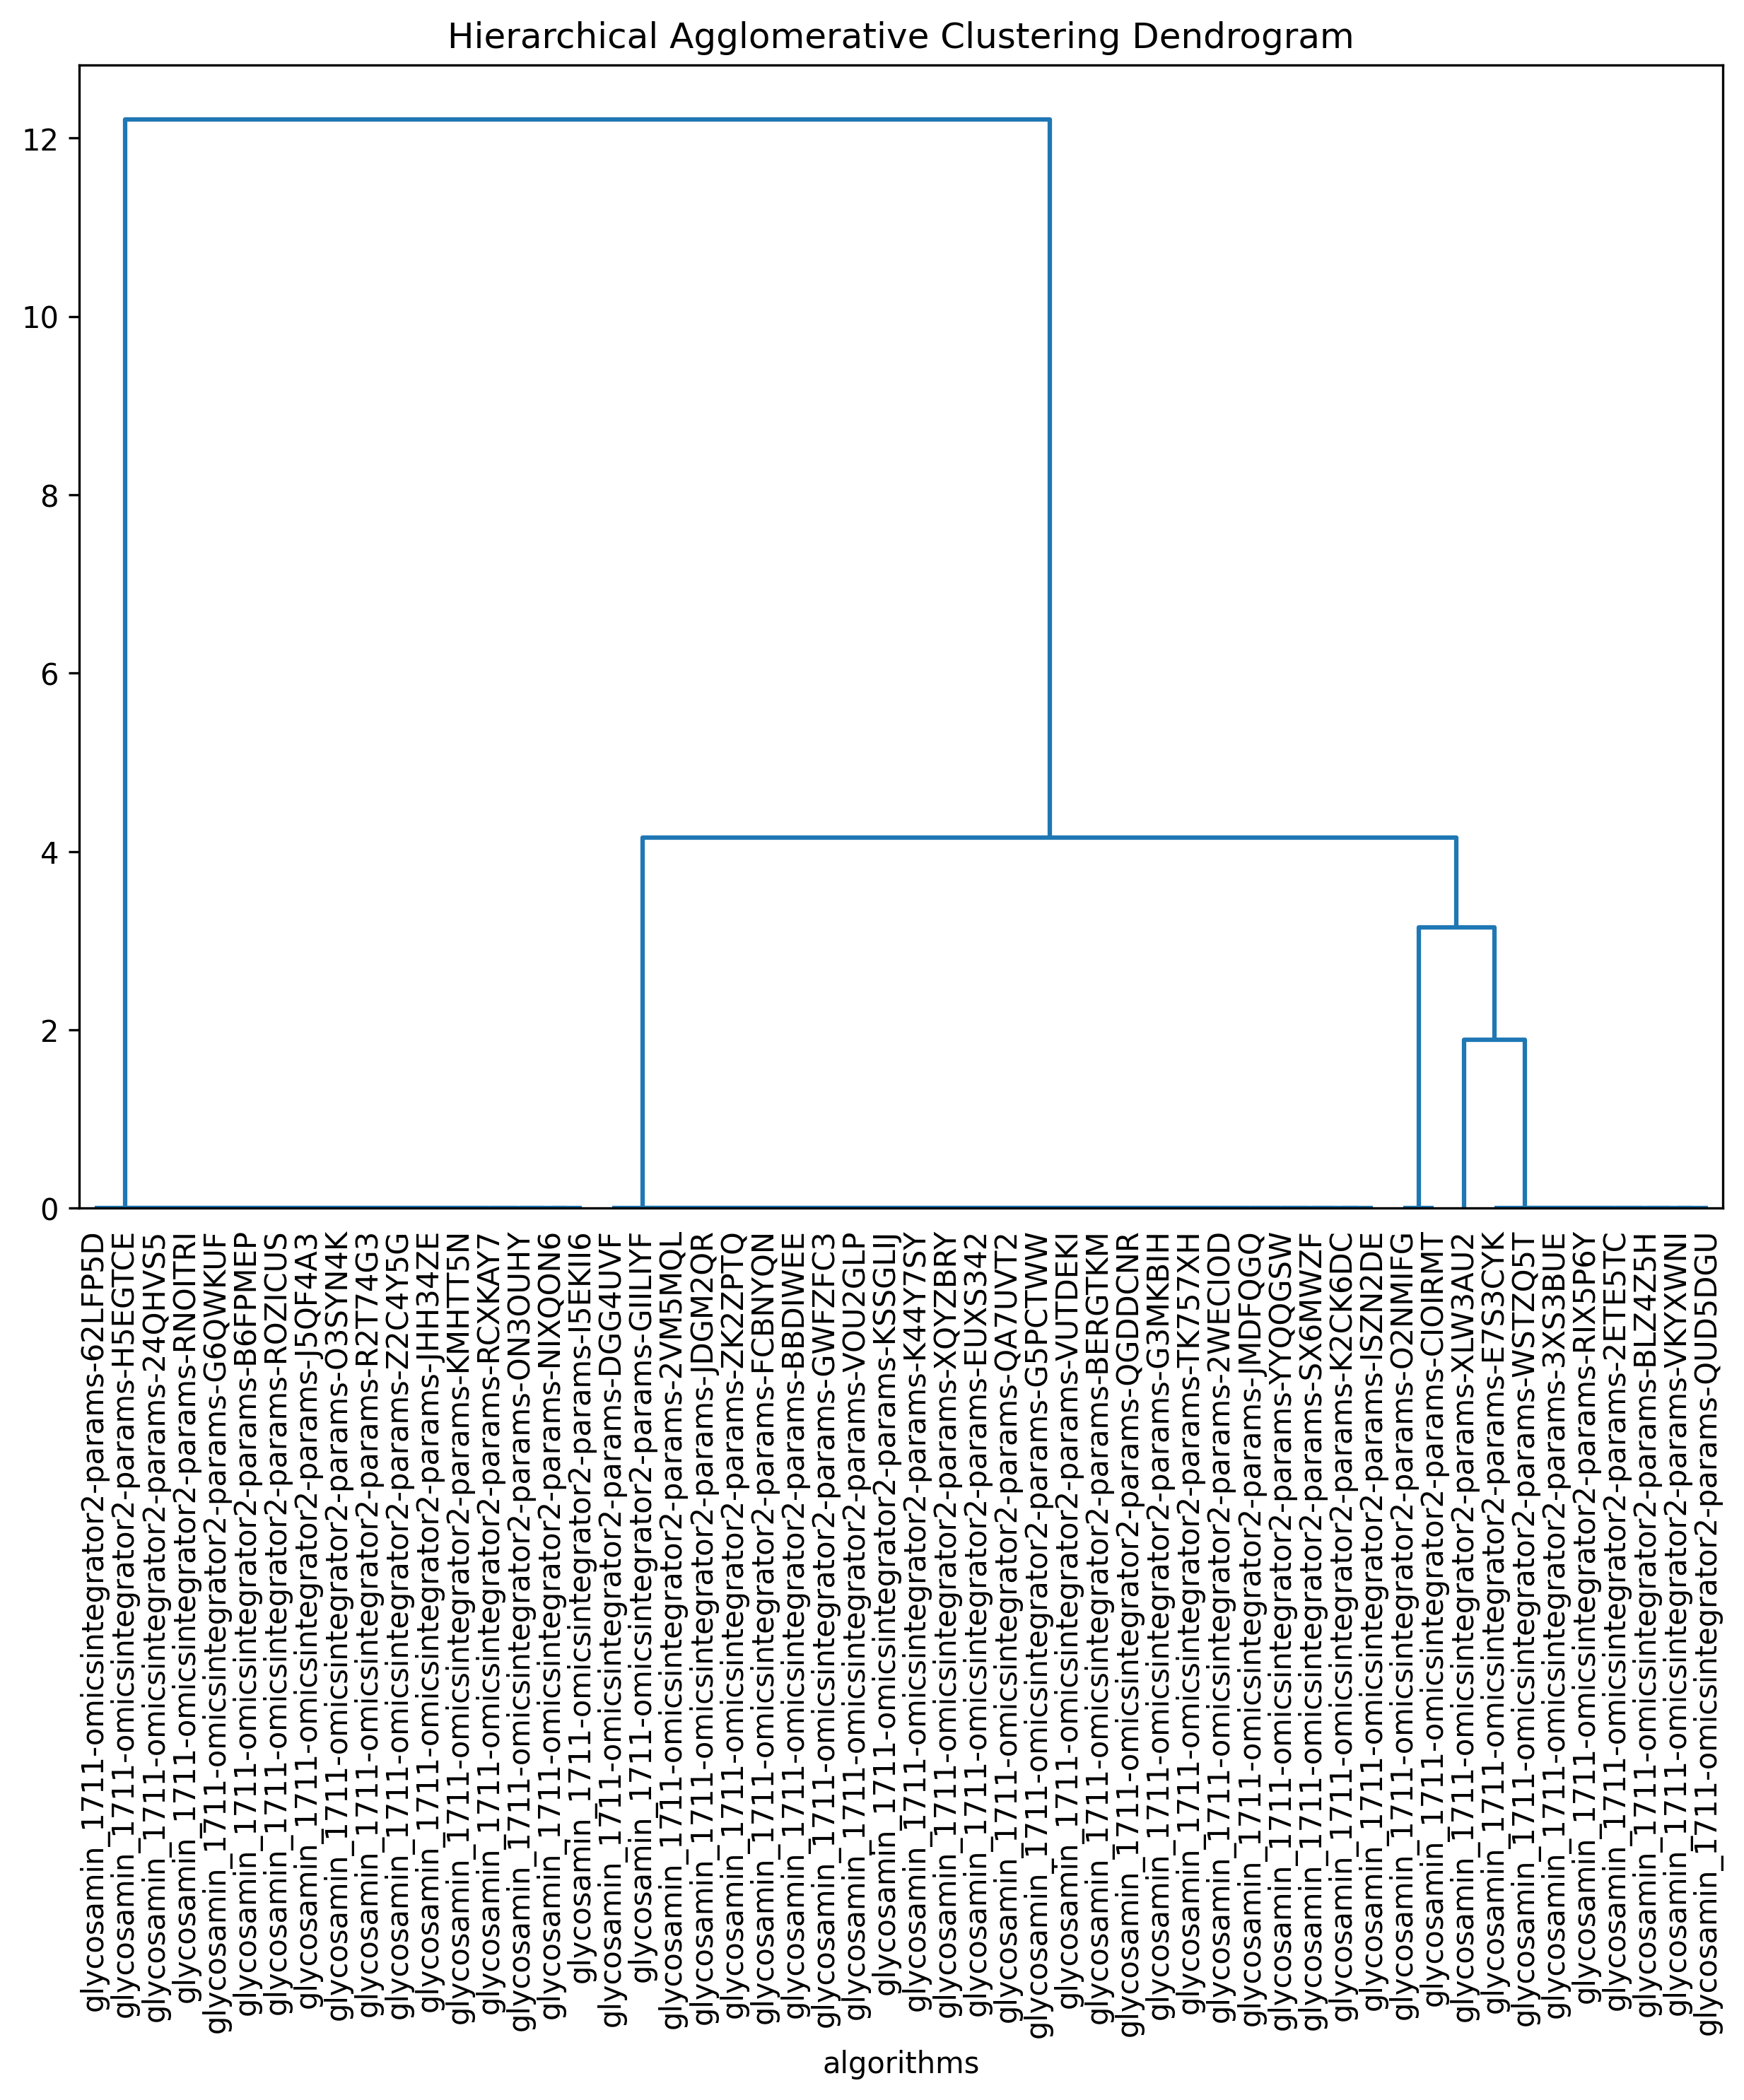 Hierarchical Agglomerative Clustering Dendrogram
12
10
8
6
4
2
0
glycosamin_1711-omicsintegrator2-params-62LFP5D
glycosamin_1711-omicsintegrator2-params-H5EGTCE
glycosamin_1711-omicsintegrator2-params-24QHVS5
glycosamin_1711-omicsintegrator2-params-RNOITRI
glycosamin_1711-omicsintegrator2-params-G6QWKUF
glycosamin_1711-omicsintegrator2-params-B6FPMEP
glycosamin_1711-omicsintegrator2-params-ROZICUS
glycosamin_1711-omicsintegrator2-params-J5QF4A3
glycosamin_1711-omicsintegrator2-params-O3SYN4K
glycosamin_1711-omicsintegrator2-params-R2T74G3
glycosamin_1711-omicsintegrator2-params-Z2C4Y5G
glycosamin_1711-omicsintegrator2-params-JHH34ZE
glycosamin_1711-omicsintegrator2-params-KMHTT5N
glycosamin_1711-omicsintegrator2-params-RCXKAY7
glycosamin_1711-omicsintegrator2-params-ON3OUHY
glycosamin_1711-omicsintegrator2-params-NIXQON6
glycosamin_1711-omicsintegrator2-params-I5EKII6
glycosamin_1711-omicsintegrator2-params-DGG4UVF
glycosamin_1711-omicsintegrator2-params-GIILIYF
glycosamin_1711-omicsintegrator2-params-2VM5MQL
glycosamin_1711-omicsintegrator2-params-JDGM2QR
glycosamin_1711-omicsintegrator2-params-ZK2ZPTQ
glycosamin_1711-omicsintegrator2-params-FCBNYQN
glycosamin_1711-omicsintegrator2-params-BBDIWEE
glycosamin_1711-omicsintegrator2-params-GWFZFC3
glycosamin_1711-omicsintegrator2-params-VOU2GLP
glycosamin_1711-omicsintegrator2-params-KSSGLIJ
glycosamin_1711-omicsintegrator2-params-K44Y7SY
glycosamin_1711-omicsintegrator2-params-XQYZBRY
glycosamin_1711-omicsintegrator2-params-EUXS342
glycosamin_1711-omicsintegrator2-params-QA7UVT2
glycosamin_1711-omicsintegrator2-params-G5PCTWW
glycosamin_1711-omicsintegrator2-params-VUTDEKI
glycosamin_1711-omicsintegrator2-params-BERGTKM
glycosamin_1711-omicsintegrator2-params-QGDDCNR
glycosamin_1711-omicsintegrator2-params-G3MKBIH
glycosamin_1711-omicsintegrator2-params-TK757XH
glycosamin_1711-omicsintegrator2-params-2WECIOD
glycosamin_1711-omicsintegrator2-params-JMDFQGQ
glycosamin_1711-omicsintegrator2-params-YYQQGSW
glycosamin_1711-omicsintegrator2-params-SX6MWZF
glycosamin_1711-omicsintegrator2-params-K2CK6DC
glycosamin_1711-omicsintegrator2-params-ISZN2DE
glycosamin_1711-omicsintegrator2-params-O2NMIFG
glycosamin_1711-omicsintegrator2-params-CIOIRMT
glycosamin_1711-omicsintegrator2-params-XLW3AU2
glycosamin_1711-omicsintegrator2-params-E7S3CYK
glycosamin_1711-omicsintegrator2-params-WSTZQ5T
glycosamin_1711-omicsintegrator2-params-3XS3BUE
glycosamin_1711-omicsintegrator2-params-RIX5P6Y
glycosamin_1711-omicsintegrator2-params-2ETE5TC
glycosamin_1711-omicsintegrator2-params-BLZ4Z5H
glycosamin_1711-omicsintegrator2-params-VKYXWNI
glycosamin_1711-omicsintegrator2-params-QUD5DGU
algorithms